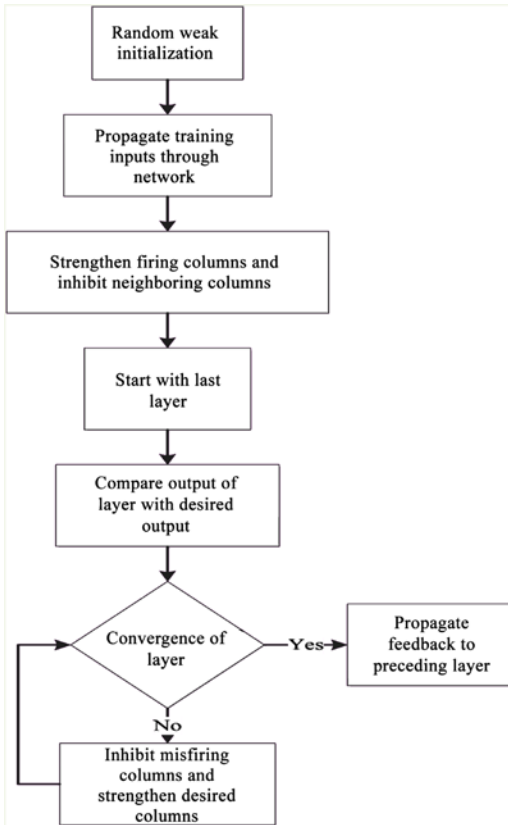 Random weak
initialization
Propagate training
inputs through
network
Strengthen firing columns and
inhibit neighboring columns
Start with last
layer
Compare output of
layer with desired
output
Convergence of
layer
Yes
Propagate
feedback to
preceding layer
No
Inhibit misfiring
columns and
strengthen desired
columns